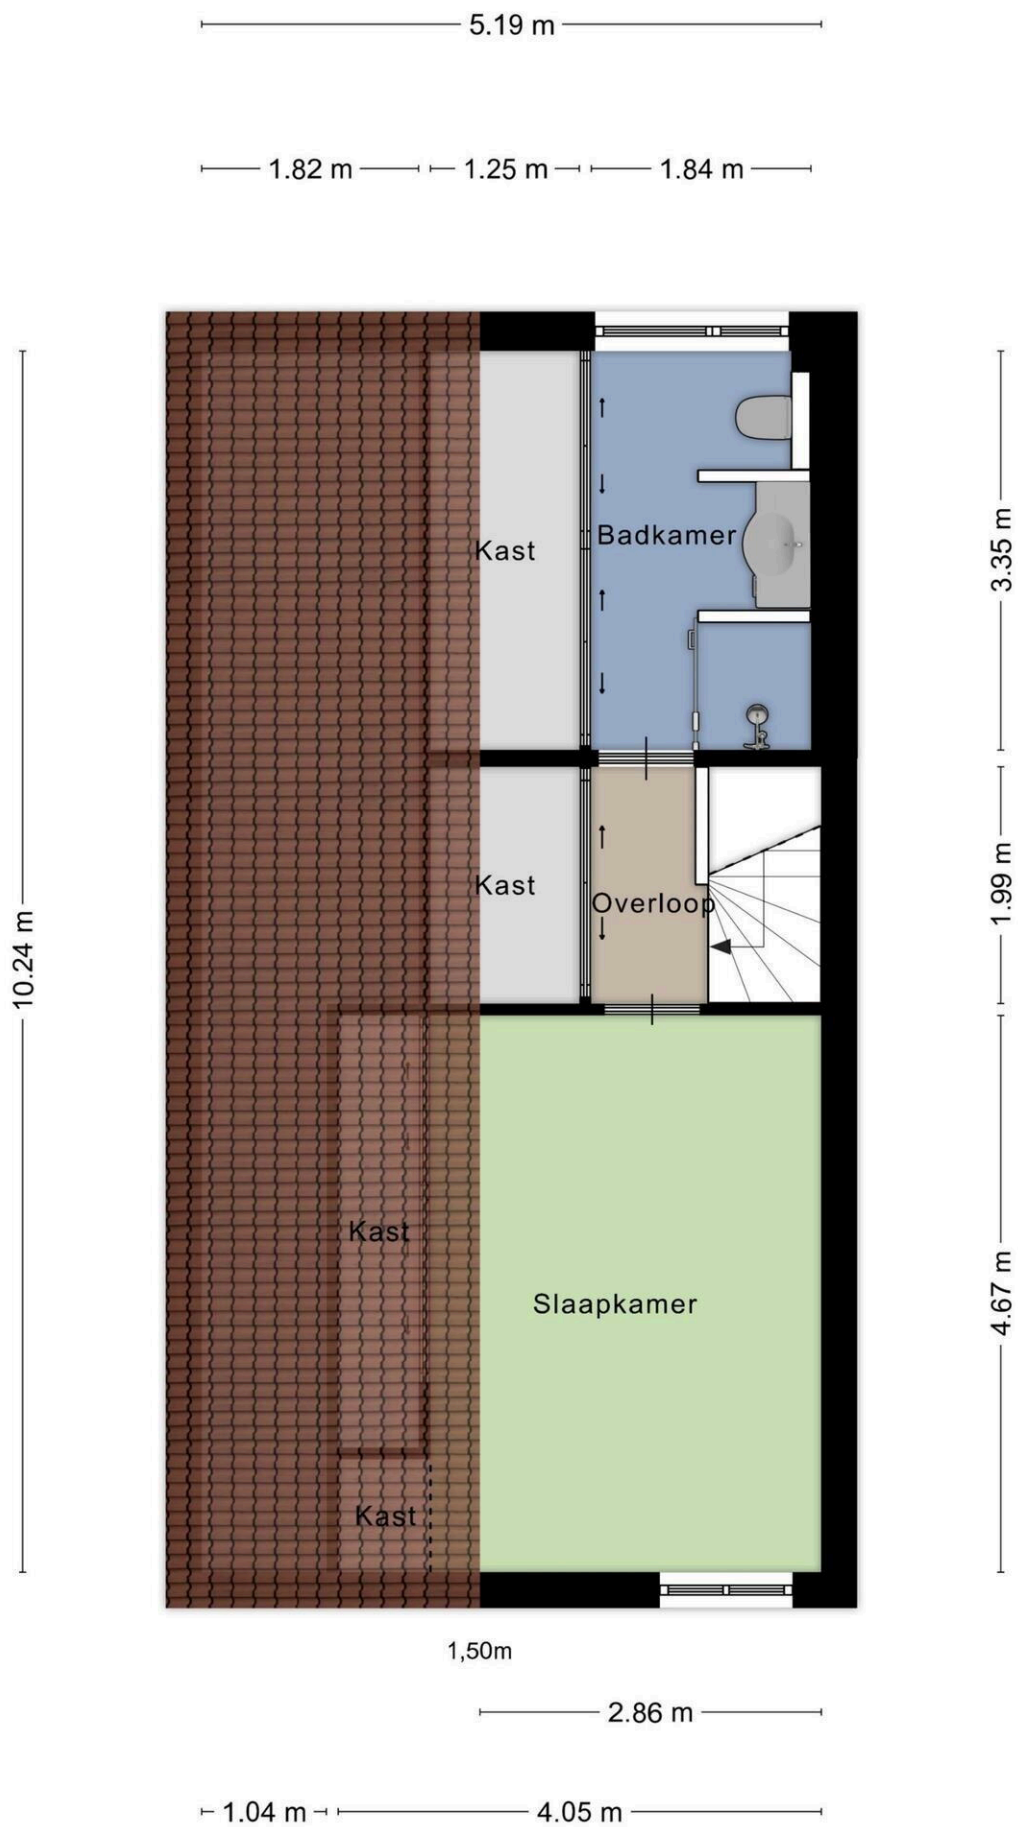 5.19 m
1.82 m
1.25 m
1.84 m
Kast
Badkamer
3.35 m
Kast
Overloop
1.99 m
10.24 m
Kast
Slaapkamer
4.67 m
Kast
1,50m
2.86 m
1.04 m
4.05 m